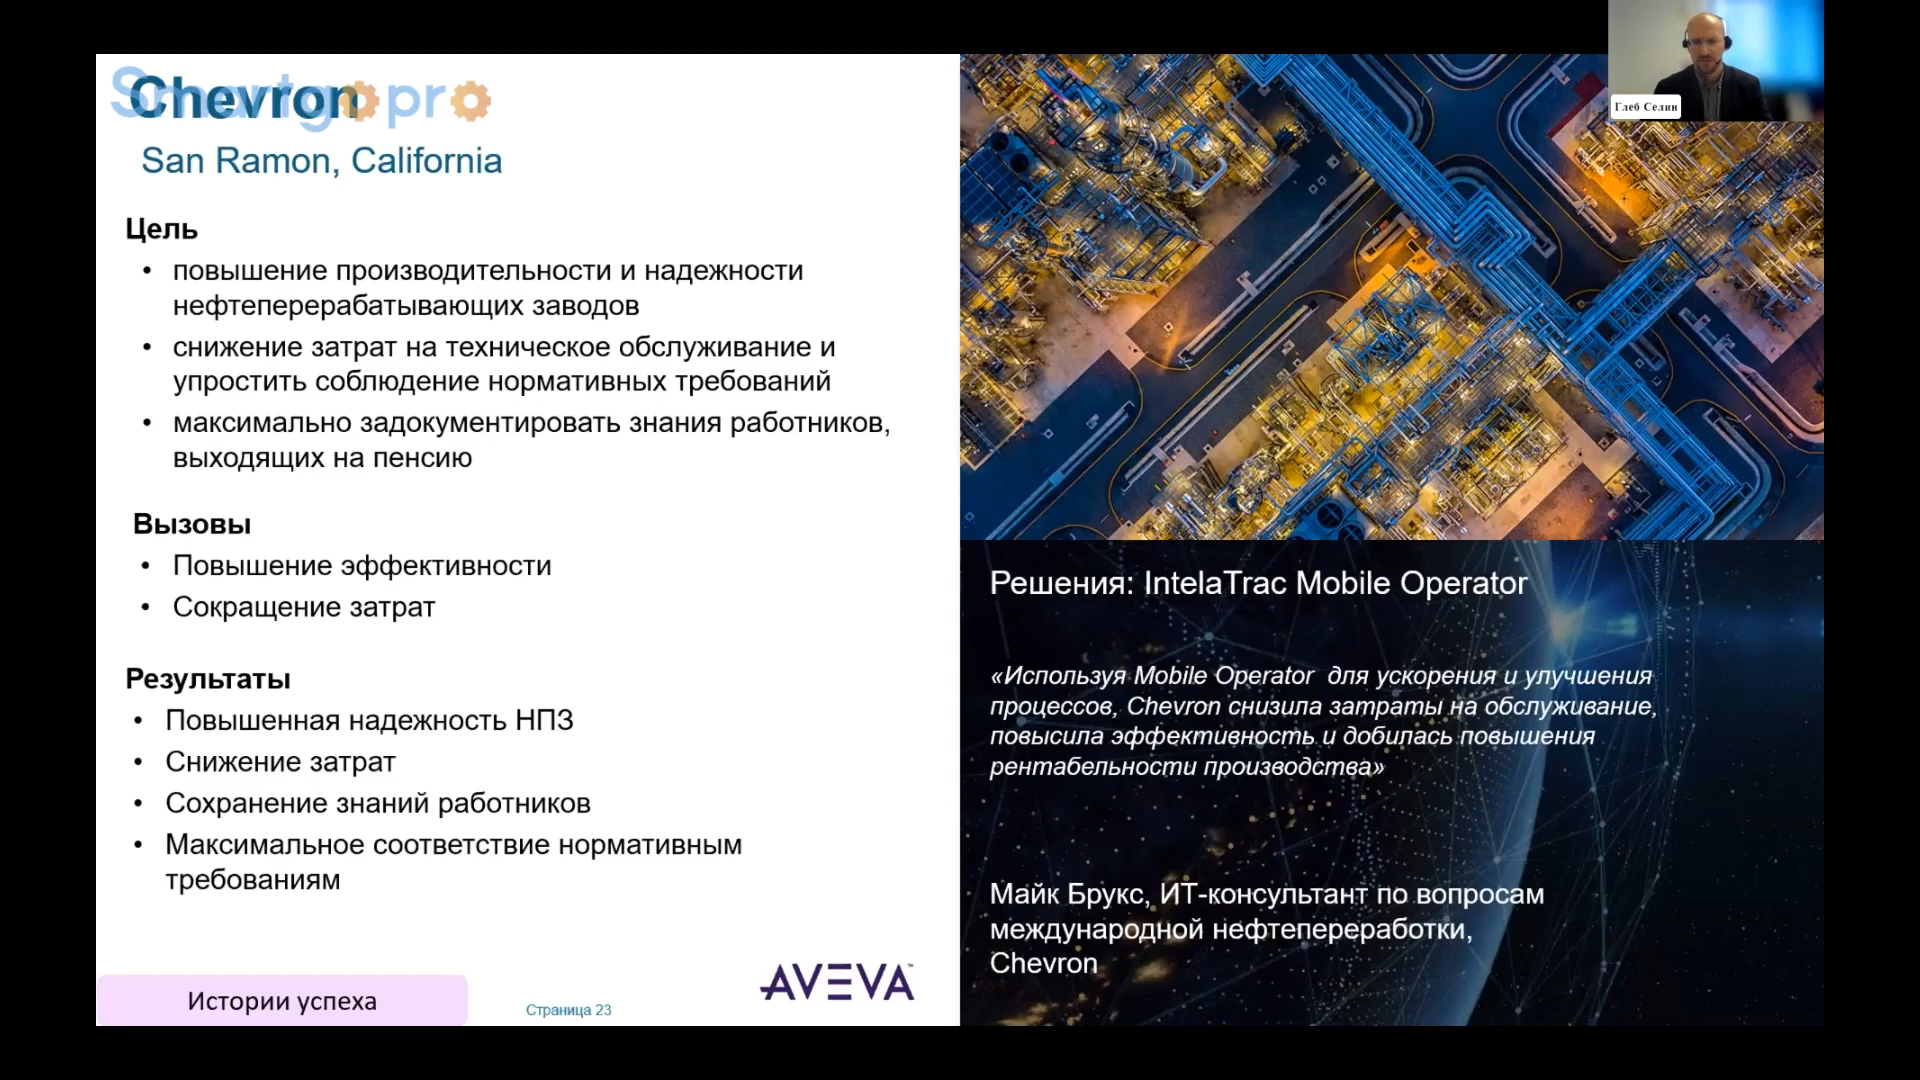 Smartgopro
Chevron
San Ramon, California
Цель
• повышение производительности и надежности
нефтеперерабатывающих заводов
• снижение затрат на техническое обслуживание и
упростить соблюдение нормативных требований
• максимально задокументировать знания работников,
выходящих на пенсию
Вызовы
• Повышение эффективности
• Сокращение затрат
Результаты
• Повышенная надежность НПЗ
• Снижение затрат
• Сохранение знаний работников
• Максимальное соответствие нормативным
требованиям
Истории успеха
Страница 23
AVEVA
Глеб Селин
Решения: IntelaTrac Mobile Operator
«Используя Mobile Operator для ускорения и улучшения
процессов, Chevron снизила затраты на обслуживание,
повысила эффективность и добилась повышения
рентабельности производства»
Майк Брукс, ИТ-консультант по вопросам
международной нефтепереработки,
Chevron